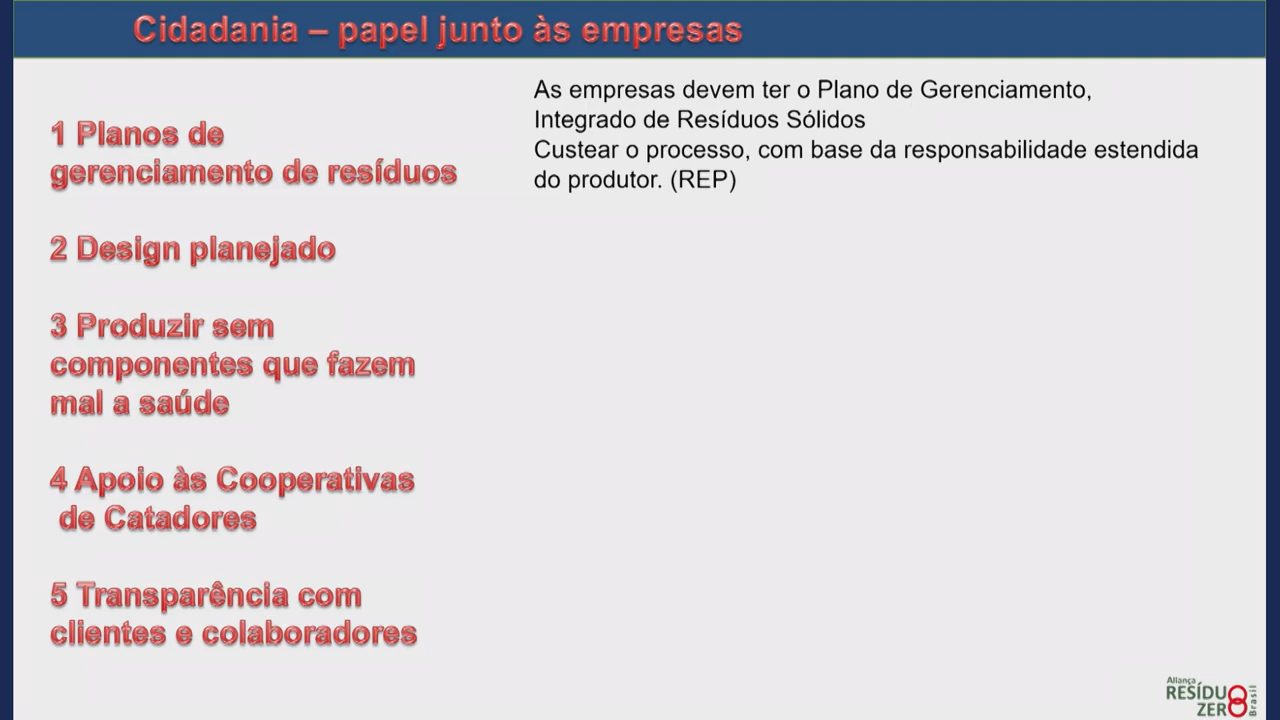 Cidadania – papel junto às empresas
1 Planos de
gerenciamento de resíduos
2 Design planejado
3 Produzir sem
componentes que fazem
mal a saúde
4 Apoio às Cooperativas
de Catadores
5 Transparência com
clientes e colaboradores
As empresas devem ter o Plano de Gerenciamento,
Integrado de Resíduos Sólidos
Custear o processo, com base da responsabilidade estendida
do produtor. (REP)
Aliança
RESÍDUO
ZERO
Brasil